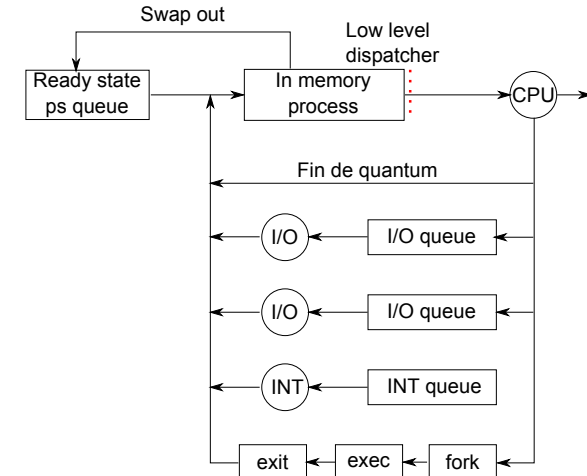 Swap out
Low level
dispatcher
Ready state
ps queue
In memory
process
CPU
Fin de quantum
I/O
I/O queue
I/O
I/O queue
INT
INT queue
exit
exec
fork